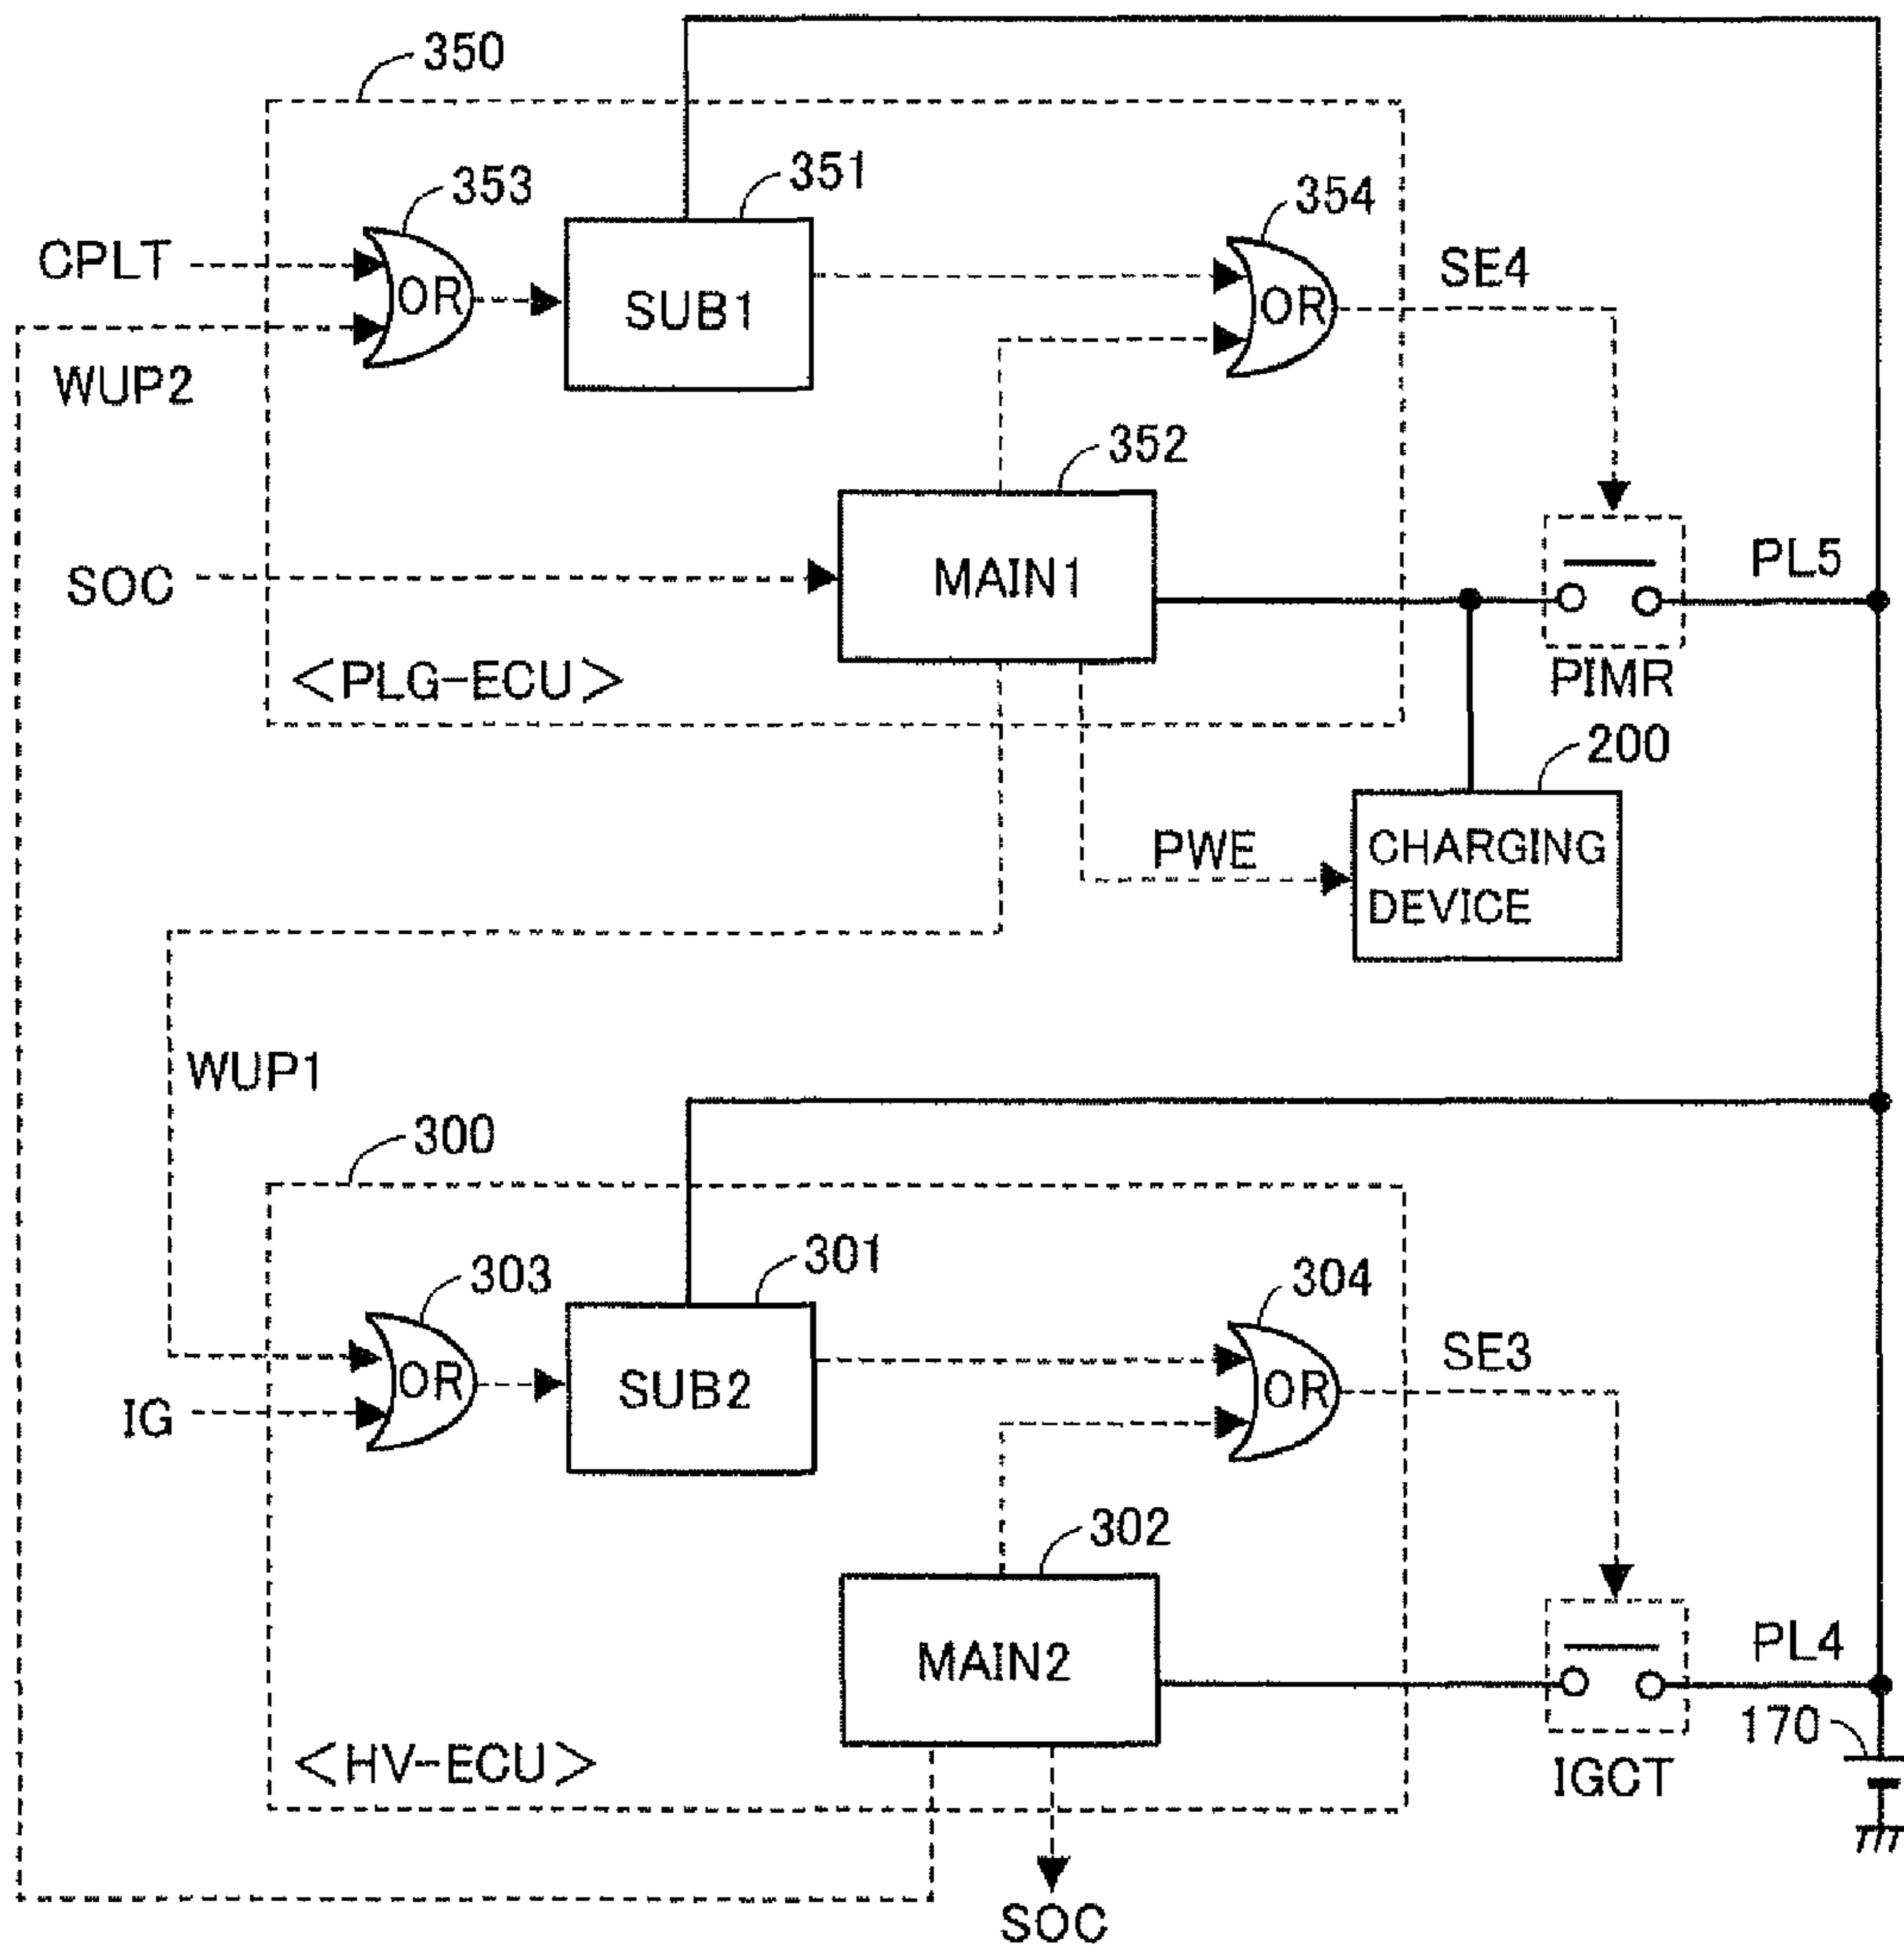 350
353
351
354
CPLT
OR
SUB1
OR
SE4
WUP2
352
SOC
MAIN1
PL5
<PLG-ECU>
PIMR
200
PWE
CHARGING
DEVICE
WUP1
300
303
301
304
OR
SUB2
OR
SE3
IG
302
MAIN2
PL4
170
<HV-ECU>
IGCT
SOC